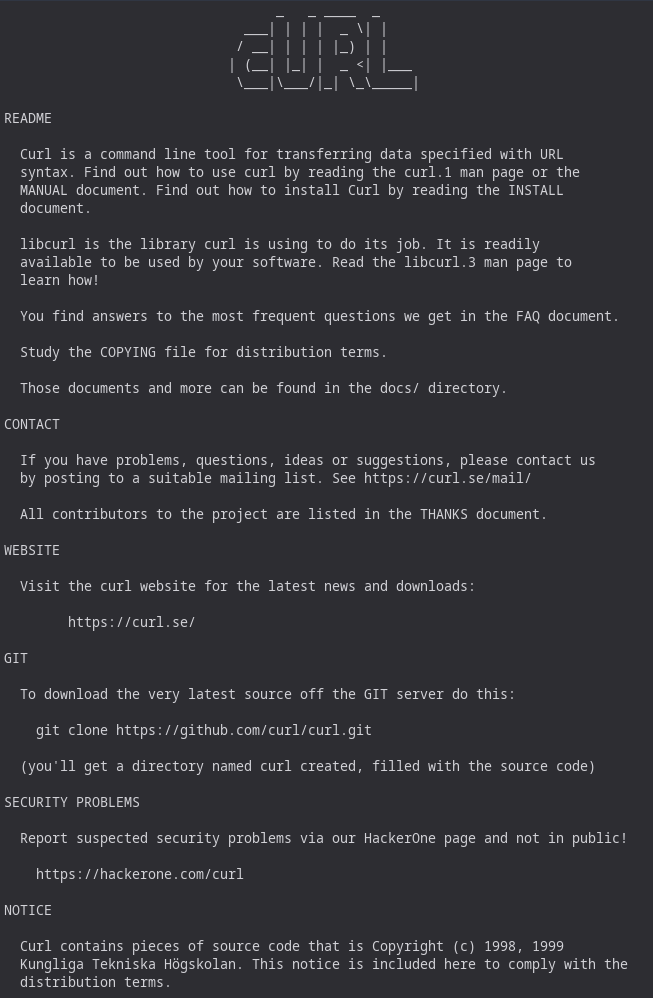 _   _ ____  _
                              ___| | | |  _ \| |
                             / __| | | | |_) | |
                            | (__| |_| |  _ <| |___
                             \___|\___/|_| \_\_____|
README
Curl is a command line tool for transferring data specified with URL
syntax. Find out how to use curl by reading the curl.1 man page or the
MANUAL document. Find out how to install Curl by reading the INSTALL
document.
libcurl is the library curl is using to do its job. It is readily
available to be used by your software. Read the libcurl.3 man page to
learn how!
You find answers to the most frequent questions we get in the FAQ document.
Study the COPYING file for distribution terms.
Those documents and more can be found in the docs/ directory.
CONTACT
If you have problems, questions, ideas or suggestions, please contact us
by posting to a suitable mailing list. See https://curl.se/mail/
All contributors to the project are listed in the THANKS document.
WEBSITE
Visit the curl website for the latest news and downloads:
https://curl.se/
GIT
To download the very latest source off the GIT server do this:
git clone https://github.com/curl/curl.git
(you'll get a directory named curl created, filled with the source code)
SECURITY PROBLEMS
Report suspected security problems via our HackerOne page and not in public!
https://hackerone.com/curl
NOTICE
Curl contains pieces of source code that is Copyright (c) 1998, 1999
Kungliga Tekniska Högskolan. This notice is included here to comply with the
distribution terms.